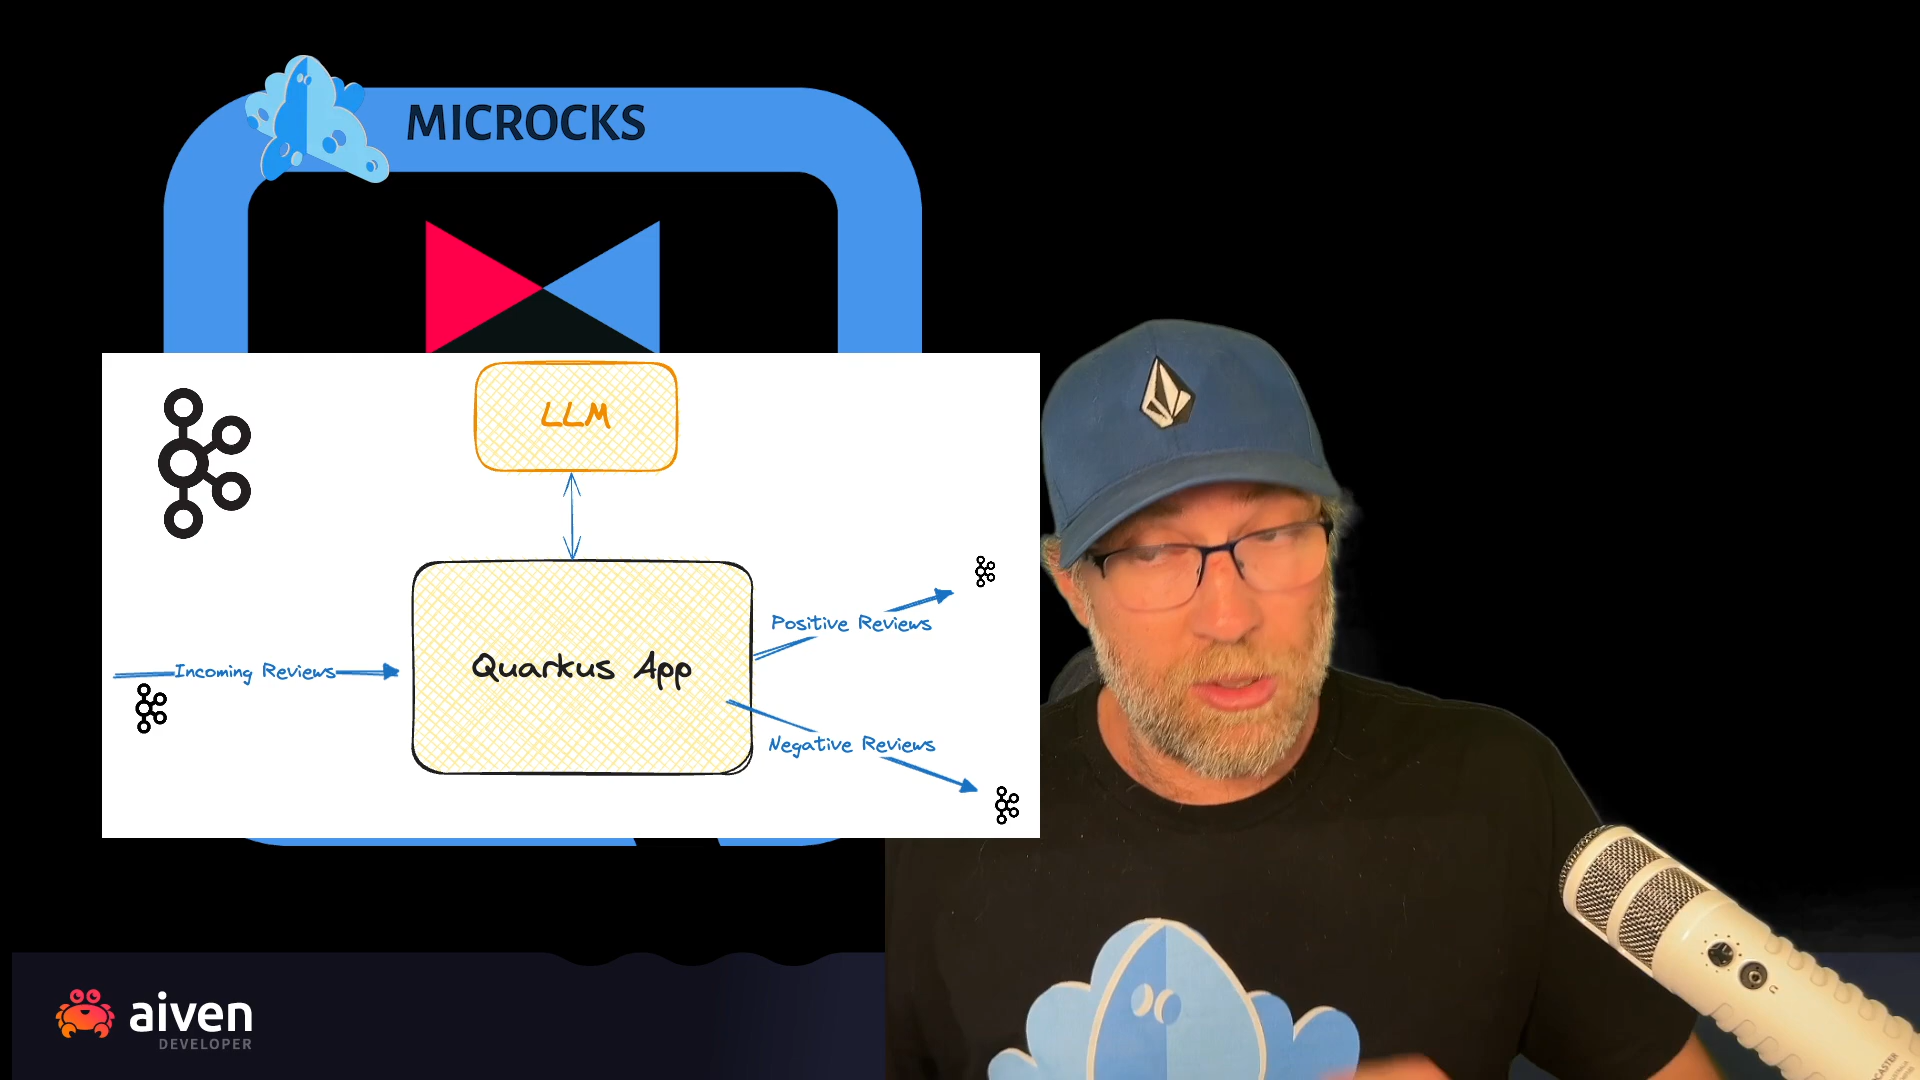 MICROCKS
LLM
Quarkus App
Incoming Reviews
Positive Reviews
Negative Reviews
aiven
DEVELOPER